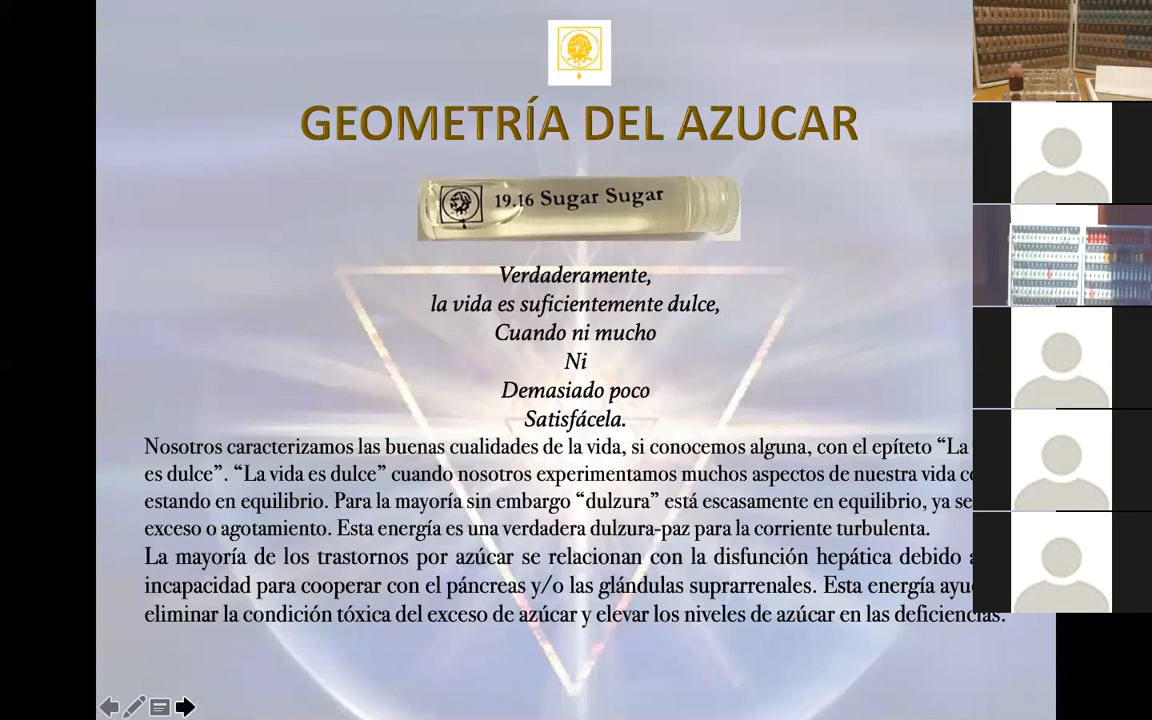 GEOMETRÍA DEL AZUCAR
19.16 Sugar Sugar
Verdaderamente,
la vida es suficientemente dulce,
Cuando ni mucho
Ni
Demasiado poco
Satisfácela.
Nosotros caracterizamos las buenas cualidades de la vida, si conocemos alguna, con el epíteto “La
es dulce”. “La vida es dulce” cuando nosotros experimentamos muchos aspectos de nuestra vida
estando en equilibrio. Para la mayoría sin embargo “dulzura” está escasamente en equilibrio, ya
exceso o agotamiento. Esta energía es una verdadera dulzura-paz para la corriente turbulenta.
La mayoría de los trastornos por azúcar se relacionan con la disfunción hepática debido
incapacidad para cooperar con el páncreas y/o las glándulas suprarrenales. Esta energía
eliminar la condición tóxica del exceso de azúcar y elevar los niveles de azúcar en las deficiencias.